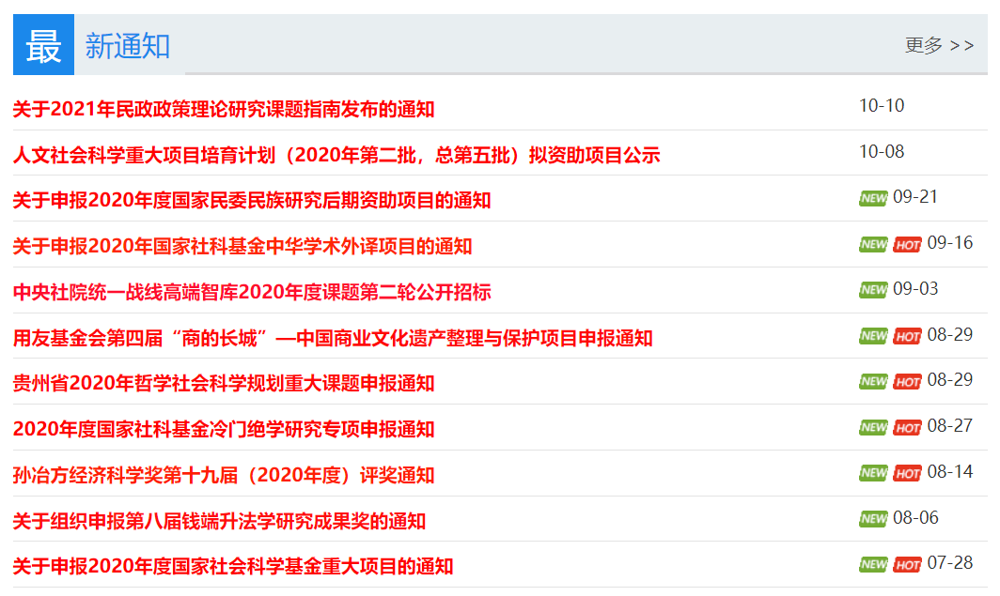 最新通知 更多 >>
关于2021年民政政策理论研究课题指南发布的通知 10-10
人文社会科学重大项目培育计划（2020年第二批，总第五批）拟资助项目公示 10-08
关于申报2020年度国家民委民族研究后期资助项目的通知 NEW 09-21
关于申报2020年国家社科基金中华学术外译项目的通知 NEW HOT 09-16
中央社院统一战线高端智库2020年度课题第二轮公开招标 NEW 09-03
用友基金会第四届“商的长城”—中国商业文化遗产整理与保护项目申报通知 NEW HOT 08-29
贵州省2020年哲学社会科学规划重大课题申报通知 NEW HOT 08-29
2020年度国家社科基金冷门绝学研究专项申报通知 NEW HOT 08-27
孙冶方经济科学奖第十九届（2020年度）评奖通知 NEW HOT 08-14
关于组织申报第八届钱端升法学研究成果奖的通知 NEW 08-06
关于申报2020年度国家社会科学基金重大项目的通知 NEW HOT 07-28